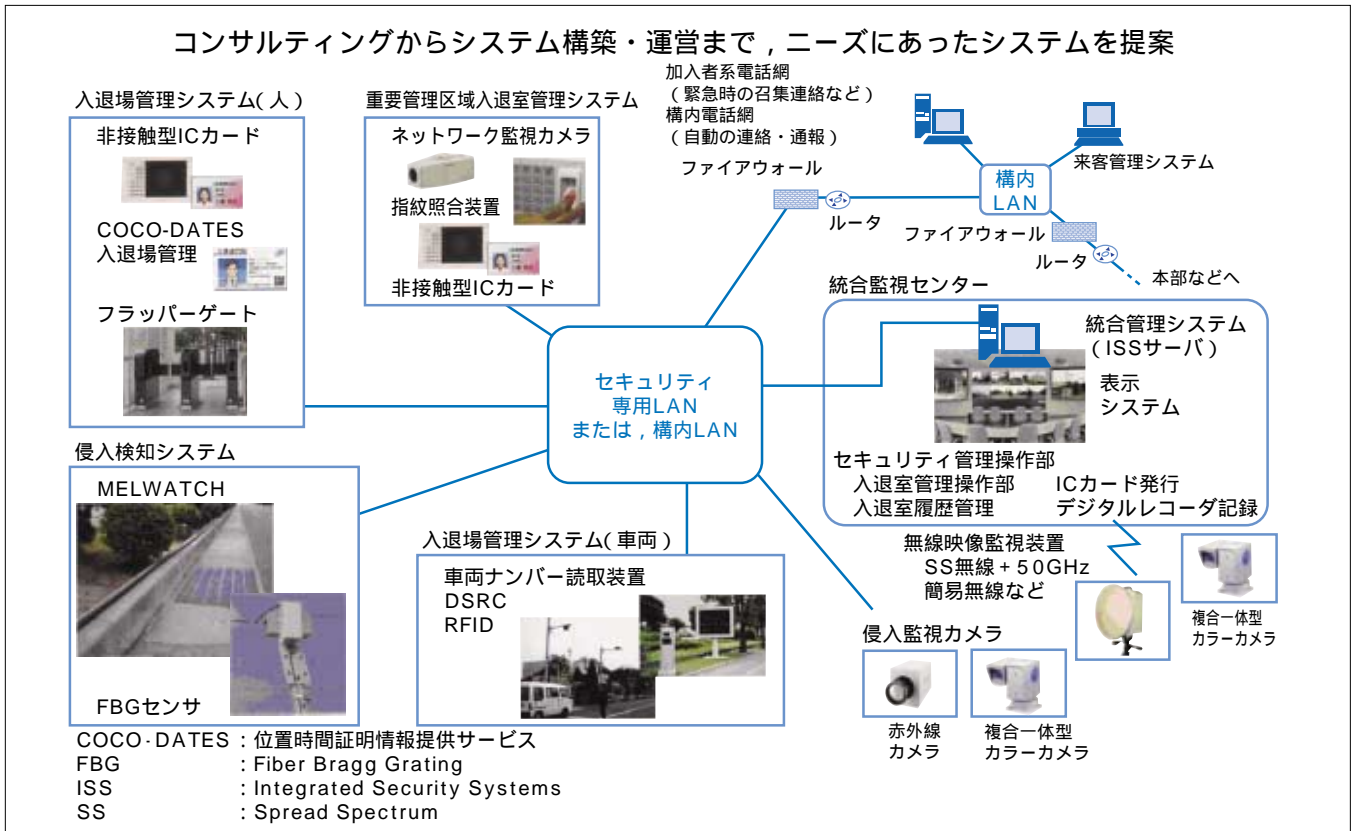 コンサルティングからシステム構築・運営まで，ニーズにあったシステムを提案
入退場管理システム（人）
非接触型ICカード
COCO-DATES
入退場管理
フラッパーゲート
重要管理区域入退室管理システム
ネットワーク監視カメラ
指紋照合装置
非接触型ICカード
加入者系電話網
（緊急時の召集連絡など）
構内電話網
（自動の連絡・通報）
ファイアウォール
ルータ
構内
LAN
来客管理システム
ファイアウォール
ルータ
本部などへ
セキュリティ
専用LAN
または，構内LAN
統合監視センター
統合管理システム
（ISSサーバ）
表示
システム
セキュリティ管理操作部
入退室管理操作部
入退室履歴管理
ICカード発行
デジタルレコーダ記録
侵入検知システム
MELWATCH
FBGセンサ
入退場管理システム（車両）
車両ナンバー読取装置
DSRC
RFID
無線映像監視装置
SS無線＋50GHz
簡易無線など
複合一体型
カラーカメラ
侵入監視カメラ
赤外線
カメラ
複合一体型
カラーカメラ
COCO-DATES：位置時間証明情報提供サービス
FBG：Fiber Bragg Grating
ISS：Integrated Security Systems
SS：Spread Spectrum